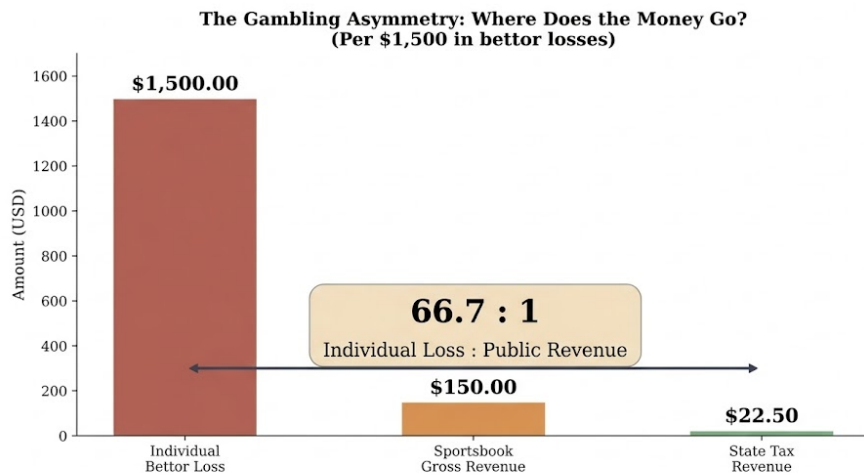 The Gambling Asymmetry: Where Does the Money Go?
(Per $1,500 in bettor losses)
Amount (USD)
1600
1400
1200
1000
800
600
400
200
0
$1,500.00
66.7 : 1
Individual Loss : Public Revenue
$150.00
$22.50
Individual
Bettor Loss
Sportsbook
Gross Revenue
State Tax
Revenue